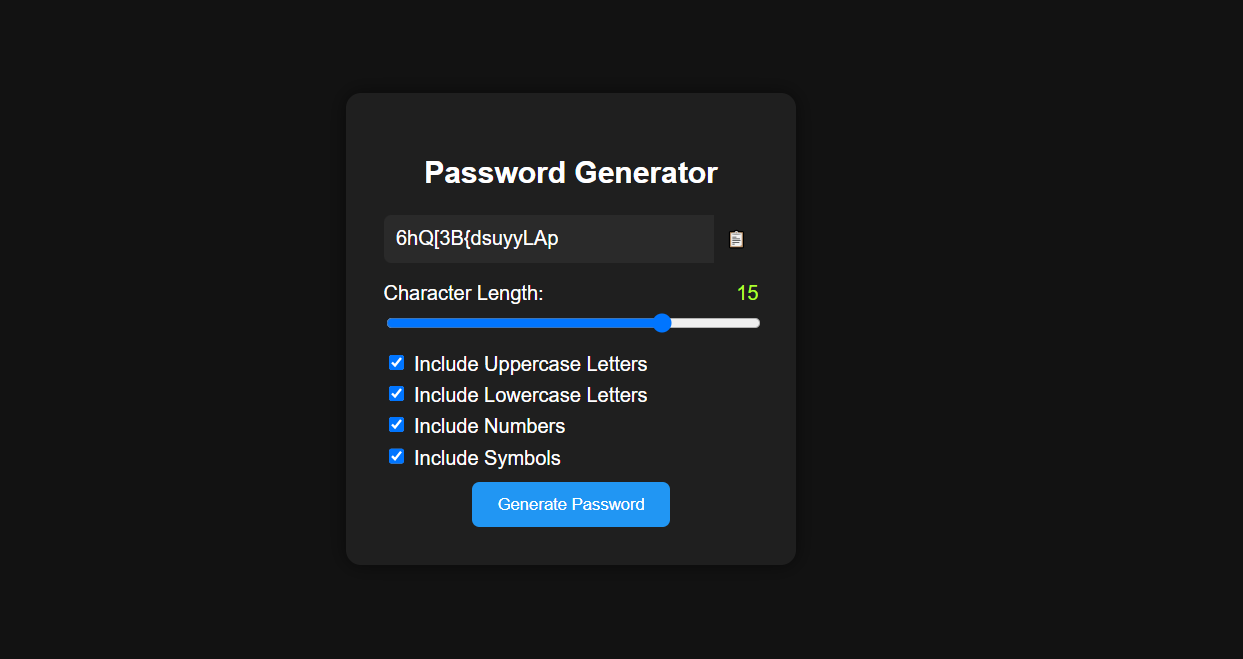 Password Generator
6hQ[3B{dsuyyLAp
Character Length: 15
Include Uppercase Letters
Include Lowercase Letters
Include Numbers
Include Symbols
Generate Password